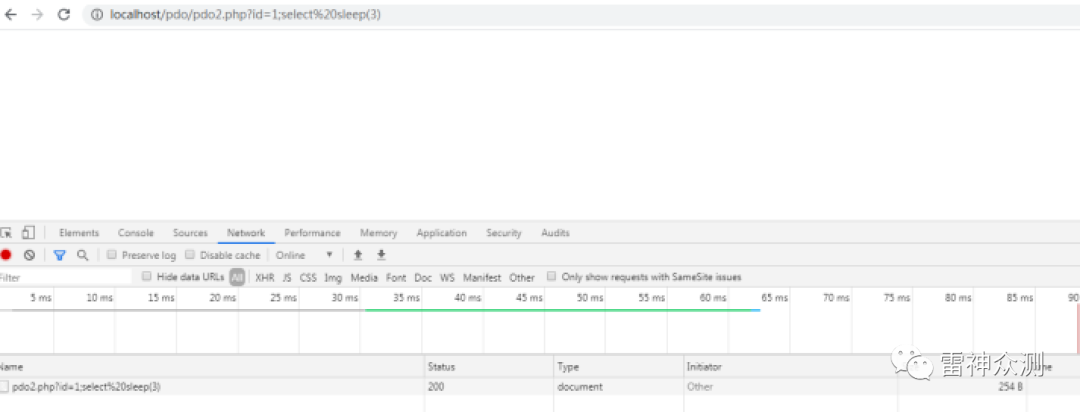 localhost/pdo/pdo2.php?id=1;select%20sleep(3)
Elements Console Sources Network Performance Memory Application Security Audits
Preserve log Disable cache Online
Filter Hide data URLs All XHR JS CSS Img Media Font Doc WS Manifest Other Only show requests with SameSite issues
5 ms 10 ms 15 ms 20 ms 25 ms 30 ms 35 ms 40 ms 45 ms 50 ms 55 ms 60 ms 65 ms 70 ms 75 ms 80 ms 85 ms 90
Name Status Type Initiator
雷神众测
pdo2.php?id=1;select%20sleep(3) 200 document Other 254 B